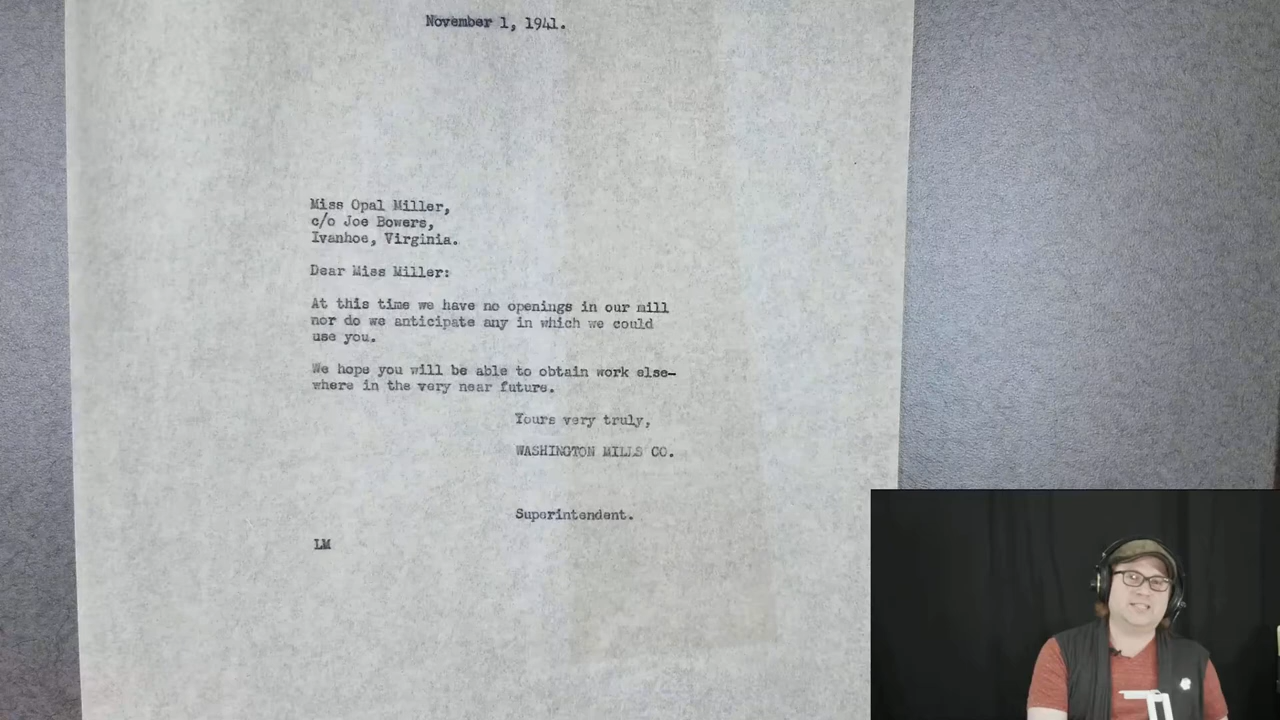 November 1, 1941.
Miss Opal Miller,
c/o Joe Bowers,
Ivanhoe, Virginia.
Dear Miss Miller:
At this time we have no openings in our mill
nor do we anticipate any in which we could
use you.
We hope you will be able to obtain work else-
where in the very near future.
Yours very truly,
WASHINGTON MILLS CO.
Superintendent.
LM